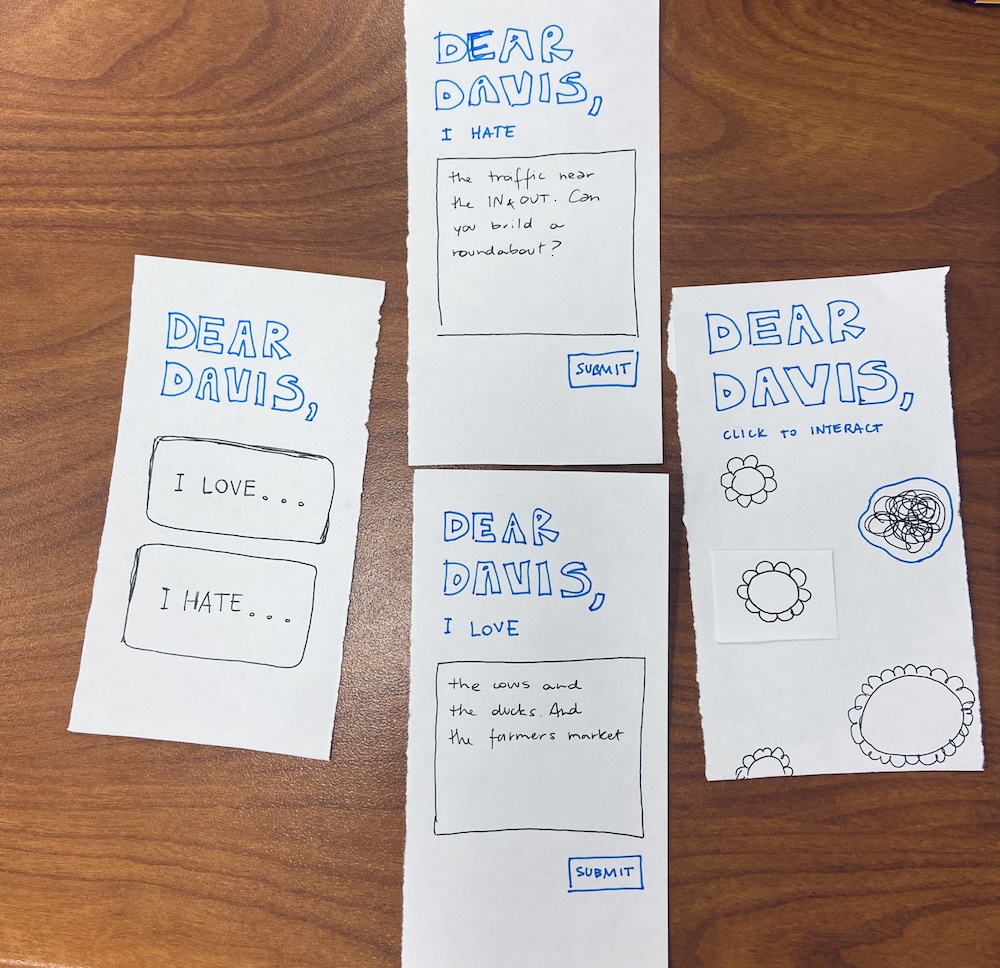 DEAR
DAVIS,
I LOVE...
I HATE...
DEAR
DAVIS,
I HATE
the traffic near
the IN & OUT. Can
you build a
roundabout?
SUBMIT
DEAR
DAVIS,
I LOVE
the cows and
the ducks. And
the farmers market
SUBMIT
DEAR
DAVIS,
CLICK TO INTERACT